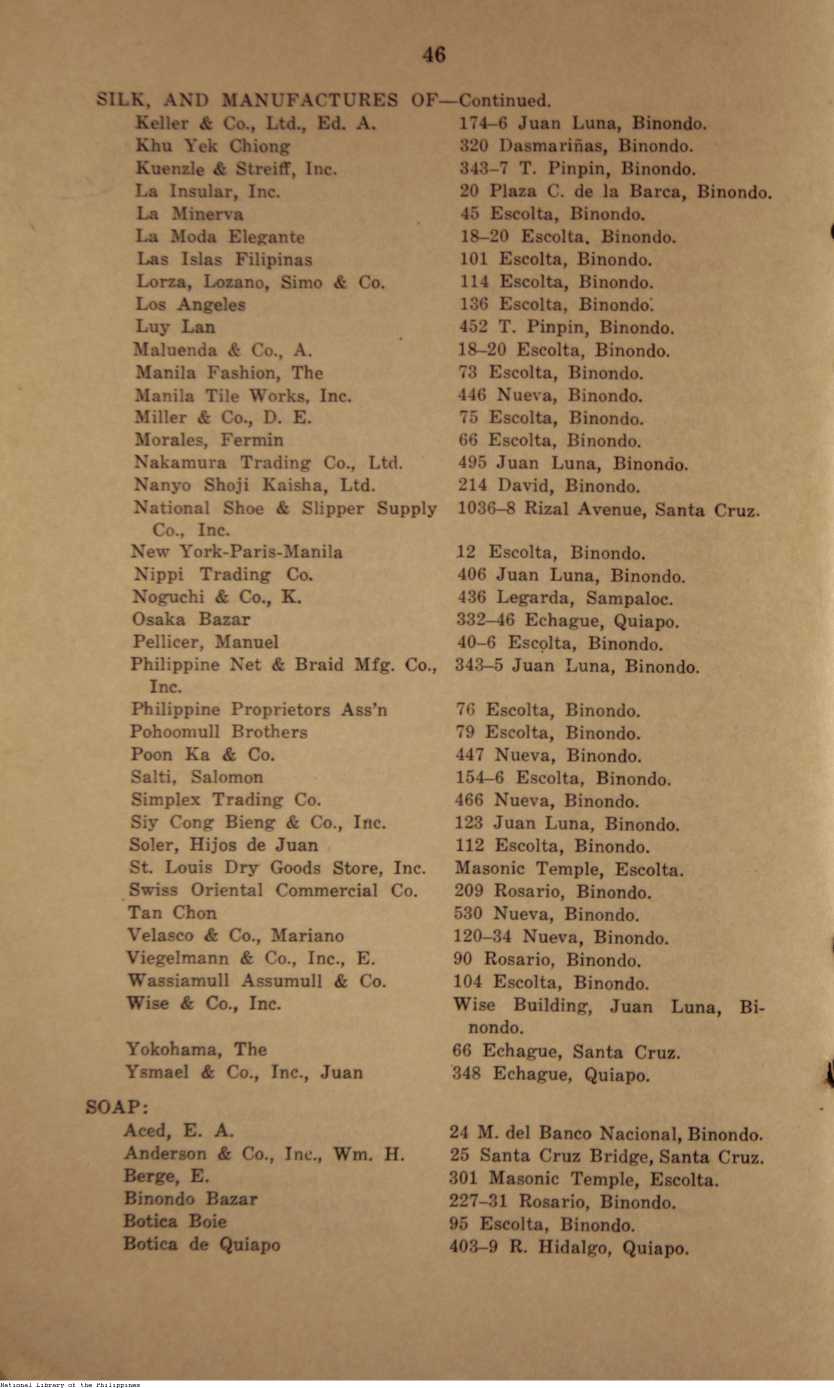 46
SILK, AND MANUFACTURES OF—Continued.
Keller & Co., Ltd., Ed. A. 174–6 Juan Luna, Binondo.
Khu Yek Chiong 320 Dasmariñas, Binondo.
Kuenzle & Streiff, Inc. 343–7 T. Pinpin, Binondo.
La Insular, Inc. 20 Plaza C. de la Barca, Binondo.
La Minerva 45 Escolta, Binondo.
La Moda Elegante 18–20 Escolta, Binondo.
Las Islas Filipinas 101 Escolta, Binondo.
Lorza, Lozano, Simo & Co. 114 Escolta, Binondo.
Los Angeles 136 Escolta, Binondo.
Luy Lan 452 T. Pinpin, Binondo.
Maluenda & Co., A. 18–20 Escolta, Binondo.
Manila Fashion, The 73 Escolta, Binondo.
Manila Tile Works, Inc. 446 Nueva, Binondo.
Miller & Co., D. E. 75 Escolta, Binondo.
Morales, Fermin 66 Escolta, Binondo.
Nakamura Trading Co., Ltd. 495 Juan Luna, Binondo.
Nanyo Shoji Kaisha, Ltd. 214 David, Binondo.
National Shoe & Slipper Supply 1036–8 Rizal Avenue, Santa Cruz.
Co., Inc.
New York-Paris-Manila 12 Escolta, Binondo.
Nippi Trading Co. 406 Juan Luna, Binondo.
Noguchi & Co., K. 436 Legarda, Sampaloc.
Osaka Bazar 332–46 Echague, Quiapo.
Pellicer, Manuel 40–6 Escolta, Binondo.
Philippine Net & Braid Mfg. Co., 343–5 Juan Luna, Binondo.
Inc.
Philippine Proprietors Ass'n 76 Escolta, Binondo.
Pohoomull Brothers 79 Escolta, Binondo.
Poon Ka & Co. 447 Nueva, Binondo.
Salti, Salomon 154–6 Escolta, Binondo.
Simplex Trading Co. 466 Nueva, Binondo.
Siy Cong Bieng & Co., Inc. 123 Juan Luna, Binondo.
Soler, Hijos de Juan 112 Escolta, Binondo.
St. Louis Dry Goods Store, Inc. Masonic Temple, Escolta.
Swiss Oriental Commercial Co. 209 Rosario, Binondo.
Tan Chon 530 Nueva, Binondo.
Velasco & Co., Mariano 120–34 Nueva, Binondo.
Viegelmann & Co., Inc., E. 90 Rosario, Binondo.
Wassiamull Assumull & Co. 104 Escolta, Binondo.
Wise & Co., Inc. Wise Building, Juan Luna, Bi-
nondo.
Yokohama, The 66 Echague, Santa Cruz.
Ysmael & Co., Inc., Juan 348 Echague, Quiapo.
SOAP:
Aced, E. A. 24 M. del Banco Nacional, Binondo.
Anderson & Co., Inc., Wm. H. 25 Santa Cruz Bridge, Santa Cruz.
Berge, E. 301 Masonic Temple, Escolta.
Binondo Bazar 227–31 Rosario, Binondo.
Botica Boie 95 Escolta, Binondo.
Botica de Quiapo 403–9 R. Hidalgo, Quiapo.
National Library of the Philippines